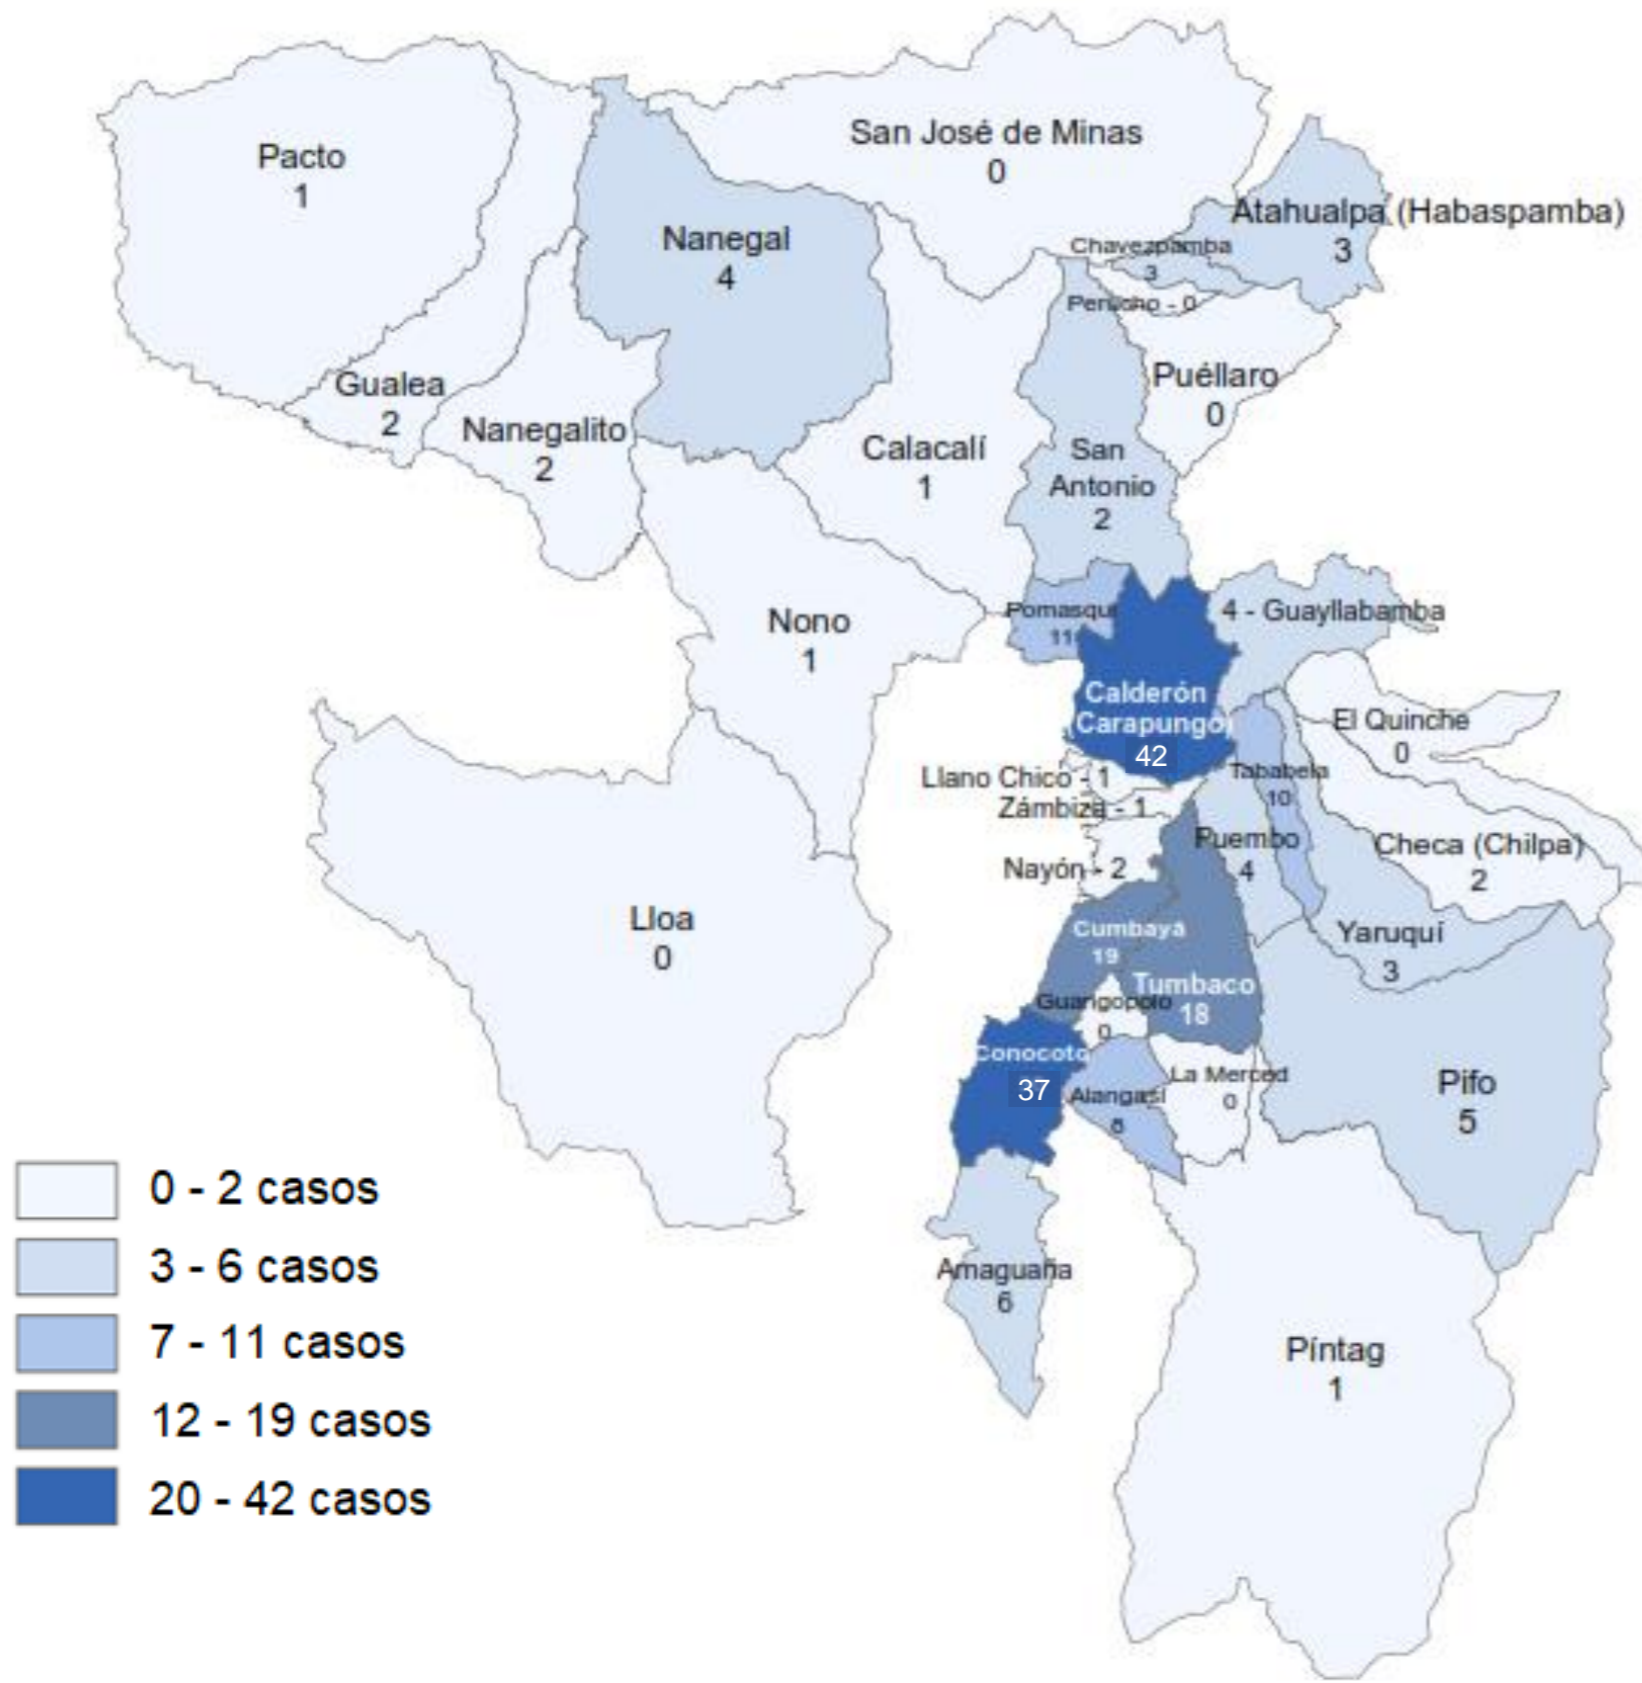 San José de Minas
0
Pacto
1
Atahualpa (Habaspamba)
3
Nanegal
4
Chavezpamba
3
Perucho - 0
Puéllaro
0
Gualea
2
Nanegalito
2
Calacalí
1
San
Antonio
2
Pomasqui
11
4 - Guayllabamba
Nono
1
Calderón
(Carapungo)
42
El Quinche
0
Llano Chico - 1
Tababela
10
Zámbiza - 1
Puembo
4
Checa (Chilpa)
2
Nayón - 2
Lloa
0
Cumbayá
19
Yaruquí
3
Tumbaco
18
Guangopolo
0
Conocoto
37
La Merced
0
Alangasí
8
Pifo
5
Amaguaña
6
Píntag
1
0 - 2 casos
3 - 6 casos
7 - 11 casos
12 - 19 casos
20 - 42 casos